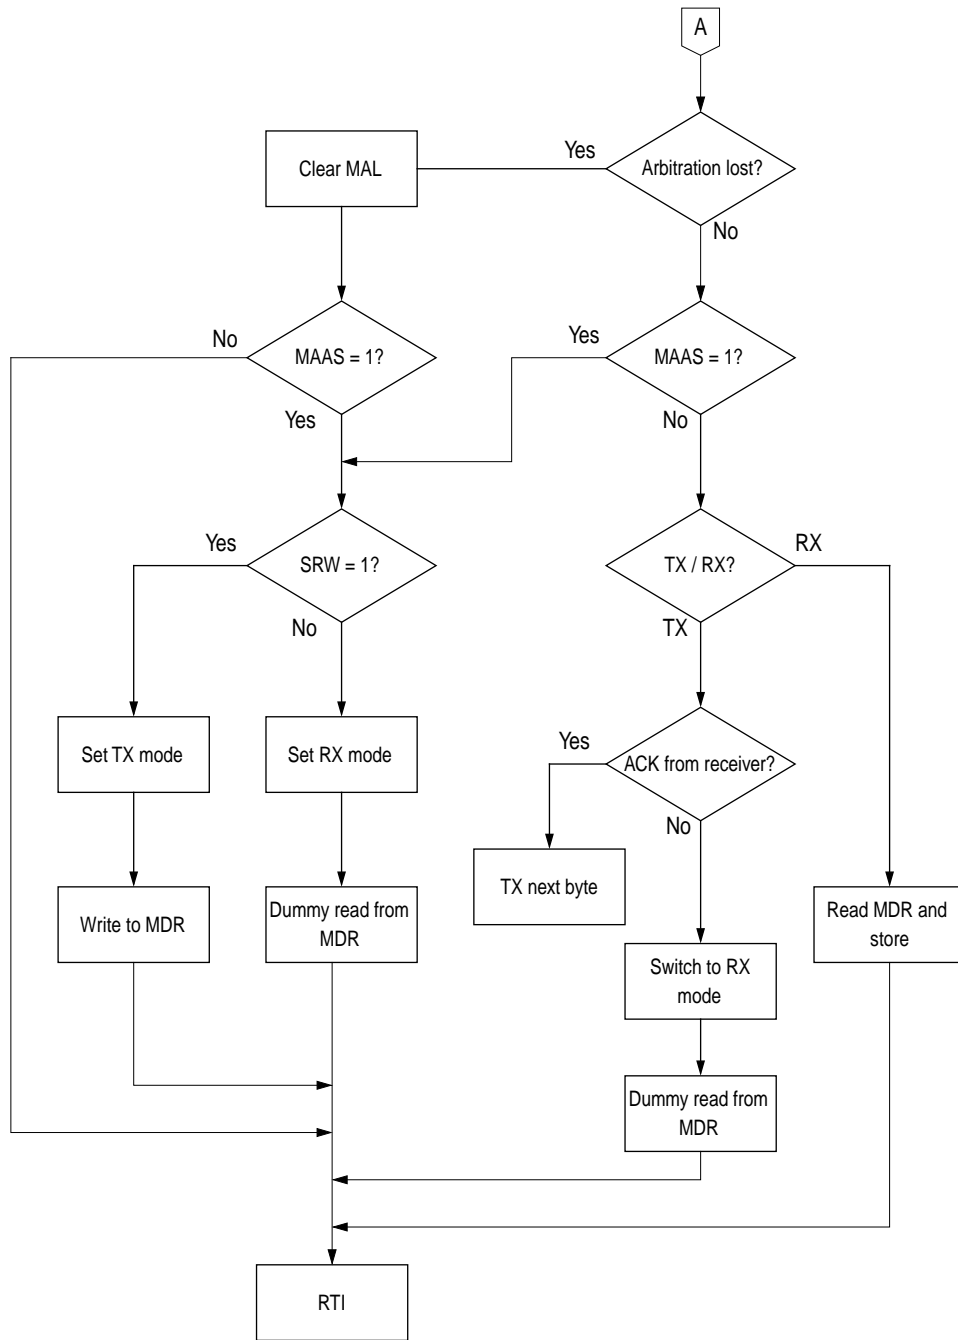 A
Yes
Clear MAL
Arbitration lost?
No
No
MAAS = 1?
Yes
MAAS = 1?
Yes
No
Yes
SRW = 1?
TX / RX?
RX
No
TX
Set TX mode
Set RX mode
Yes
ACK from receiver?
No
TX next byte
Write to MDR
Dummy read from
MDR
Read MDR and
store
Switch to RX
mode
Dummy read from
MDR
RTI